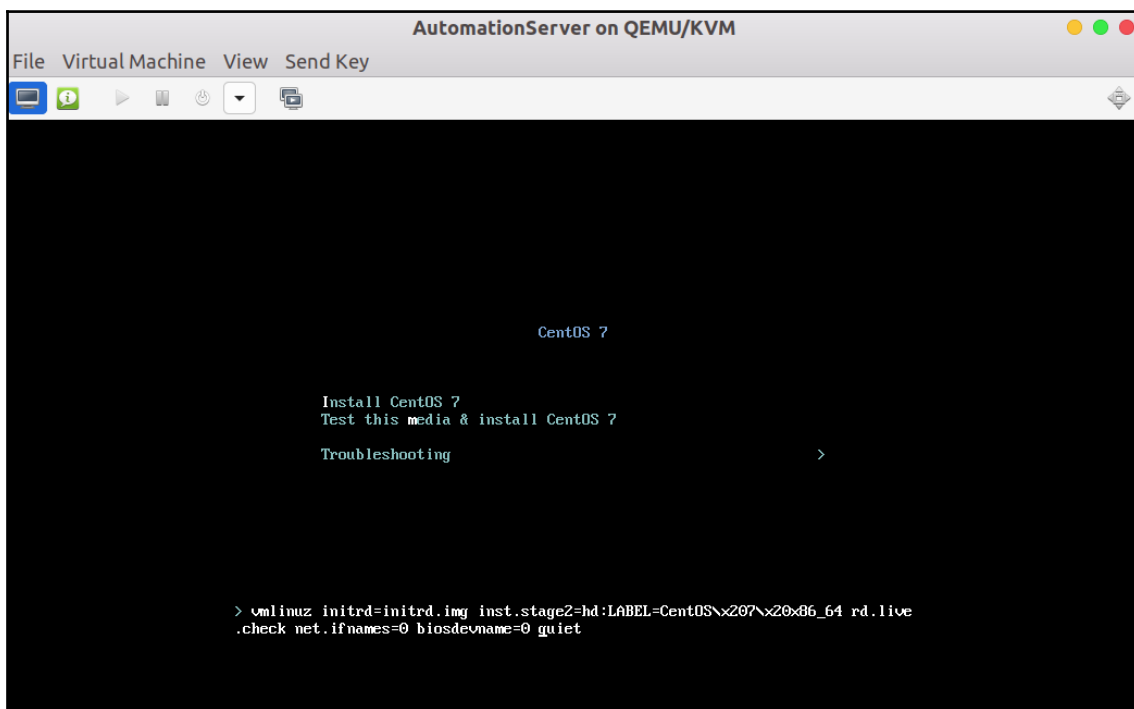 AutomationServer on QEMU/KVM
File Virtual Machine View Send Key
CentOS 7
Install CentOS 7
Test this media & install CentOS 7
Troubleshooting >
> vmlinuz initrd=initrd.img inst.stage2=hd:LABEL=CentOS\x207\x20x86_64 rd.live
.check net.ifnames=0 biosdevname=0 quiet